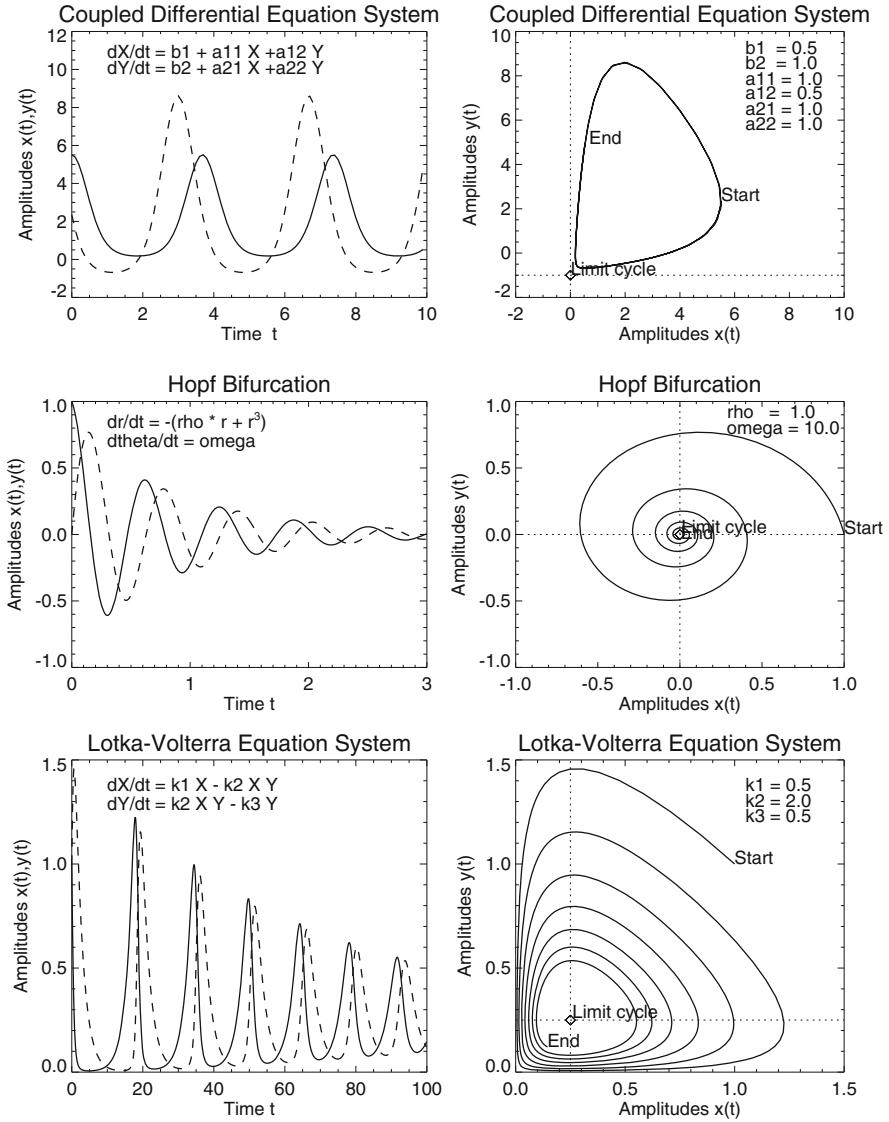 Coupled Differential Equation System
dX/dt = b1 + a11 X +a12 Y
dY/dt = b2 + a21 X +a22 Y
Amplitudes x(t),y(t)
12
10
8
6
4
2
0
-2
0 2 4 6 8 10
Time t
Coupled Differential Equation System
b1 = 0.5
b2 = 1.0
a11 = 1.0
a12 = 0.5
a21 = 1.0
a22 = 1.0
End
Start
Limit cycle
Amplitudes y(t)
10
8
6
4
2
0
-2
-2 0 2 4 6 8 10
Amplitudes x(t)
Hopf Bifurcation
dr/dt = -(rho * r + r³)
dtheta/dt = omega
Amplitudes x(t),y(t)
1.0
0.5
0.0
-0.5
-1.0
0 1 2 3
Time t
Hopf Bifurcation
rho = 1.0
omega = 10.0
Limit cycle
End
Start
Amplitudes y(t)
1.0
0.5
0.0
-0.5
-1.0
-1.0 -0.5 0.0 0.5 1.0
Amplitudes x(t)
Lotka-Volterra Equation System
dX/dt = k1 X - k2 X Y
dY/dt = k2 X Y - k3 Y
Amplitudes x(t),y(t)
1.5
1.0
0.5
0.0
0 20 40 60 80 100
Time t
Lotka-Volterra Equation System
k1 = 0.5
k2 = 2.0
k3 = 0.5
Start
Limit cycle
End
Amplitudes y(t)
1.5
1.0
0.5
0.0
0.0 0.5 1.0 1.5
Amplitudes x(t)